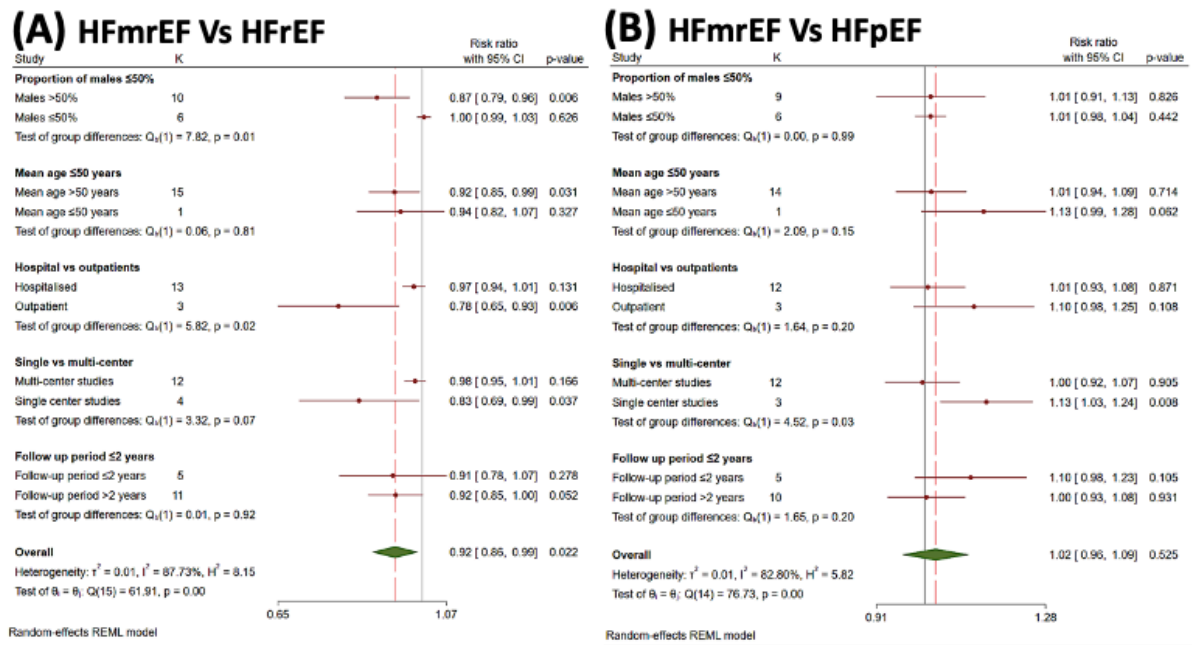 (A) HFmrEF Vs HFrEF
Risk ratio
Study K with 95% CI p-value
Proportion of males ≤50%
Males >50% 10 0.87 [ 0.79, 0.96] 0.006
Males ≤50% 6 1.00 [ 0.99, 1.03] 0.626
Test of group differences: Qb(1) = 7.82, p = 0.01
Mean age ≤50 years
Mean age >50 years 15 0.92 [ 0.85, 0.99] 0.031
Mean age ≤50 years 1 0.94 [ 0.82, 1.07] 0.327
Test of group differences: Qb(1) = 0.06, p = 0.81
Hospital vs outpatients
Hospitalised 13 0.97 [ 0.94, 1.01] 0.131
Outpatient 3 0.78 [ 0.65, 0.93] 0.006
Test of group differences: Qb(1) = 5.82, p = 0.02
Single vs multi-center
Multi-center studies 12 0.98 [ 0.95, 1.01] 0.166
Single center studies 4 0.83 [ 0.69, 0.99] 0.037
Test of group differences: Qb(1) = 3.32, p = 0.07
Follow up period ≤2 years
Follow-up period ≤2 years 5 0.91 [ 0.78, 1.07] 0.278
Follow-up period >2 years 11 0.92 [ 0.85, 1.00] 0.052
Test of group differences: Qb(1) = 0.01, p = 0.92
Overall 0.92 [ 0.86, 0.99] 0.022
Heterogeneity: τ² = 0.01, I² = 87.73%, H² = 8.15
Test of θi = θj: Q(15) = 61.91, p = 0.00
0.65 1.07
Random-effects REML model
(B) HFmrEF Vs HFpEF
Risk ratio
Study K with 95% CI p-value
Proportion of males ≤50%
Males >50% 9 1.01 [ 0.91, 1.13] 0.826
Males ≤50% 6 1.01 [ 0.98, 1.04] 0.442
Test of group differences: Qb(1) = 0.00, p = 0.99
Mean age ≤50 years
Mean age >50 years 14 1.01 [ 0.94, 1.09] 0.714
Mean age ≤50 years 1 1.13 [ 0.99, 1.28] 0.062
Test of group differences: Qb(1) = 2.09, p = 0.15
Hospital vs outpatients
Hospitalised 12 1.01 [ 0.93, 1.08] 0.871
Outpatient 3 1.10 [ 0.98, 1.25] 0.108
Test of group differences: Qb(1) = 1.64, p = 0.20
Single vs multi-center
Multi-center studies 12 1.00 [ 0.92, 1.07] 0.905
Single center studies 3 1.13 [ 1.03, 1.24] 0.008
Test of group differences: Qb(1) = 4.52, p = 0.03
Follow up period ≤2 years
Follow-up period ≤2 years 5 1.10 [ 0.98, 1.23] 0.105
Follow-up period >2 years 10 1.00 [ 0.93, 1.08] 0.931
Test of group differences: Qb(1) = 1.65, p = 0.20
Overall 1.02 [ 0.96, 1.09] 0.525
Heterogeneity: τ² = 0.01, I² = 82.80%, H² = 5.82
Test of θi = θj: Q(14) = 76.73, p = 0.00
0.91 1.28
Random-effects REML model